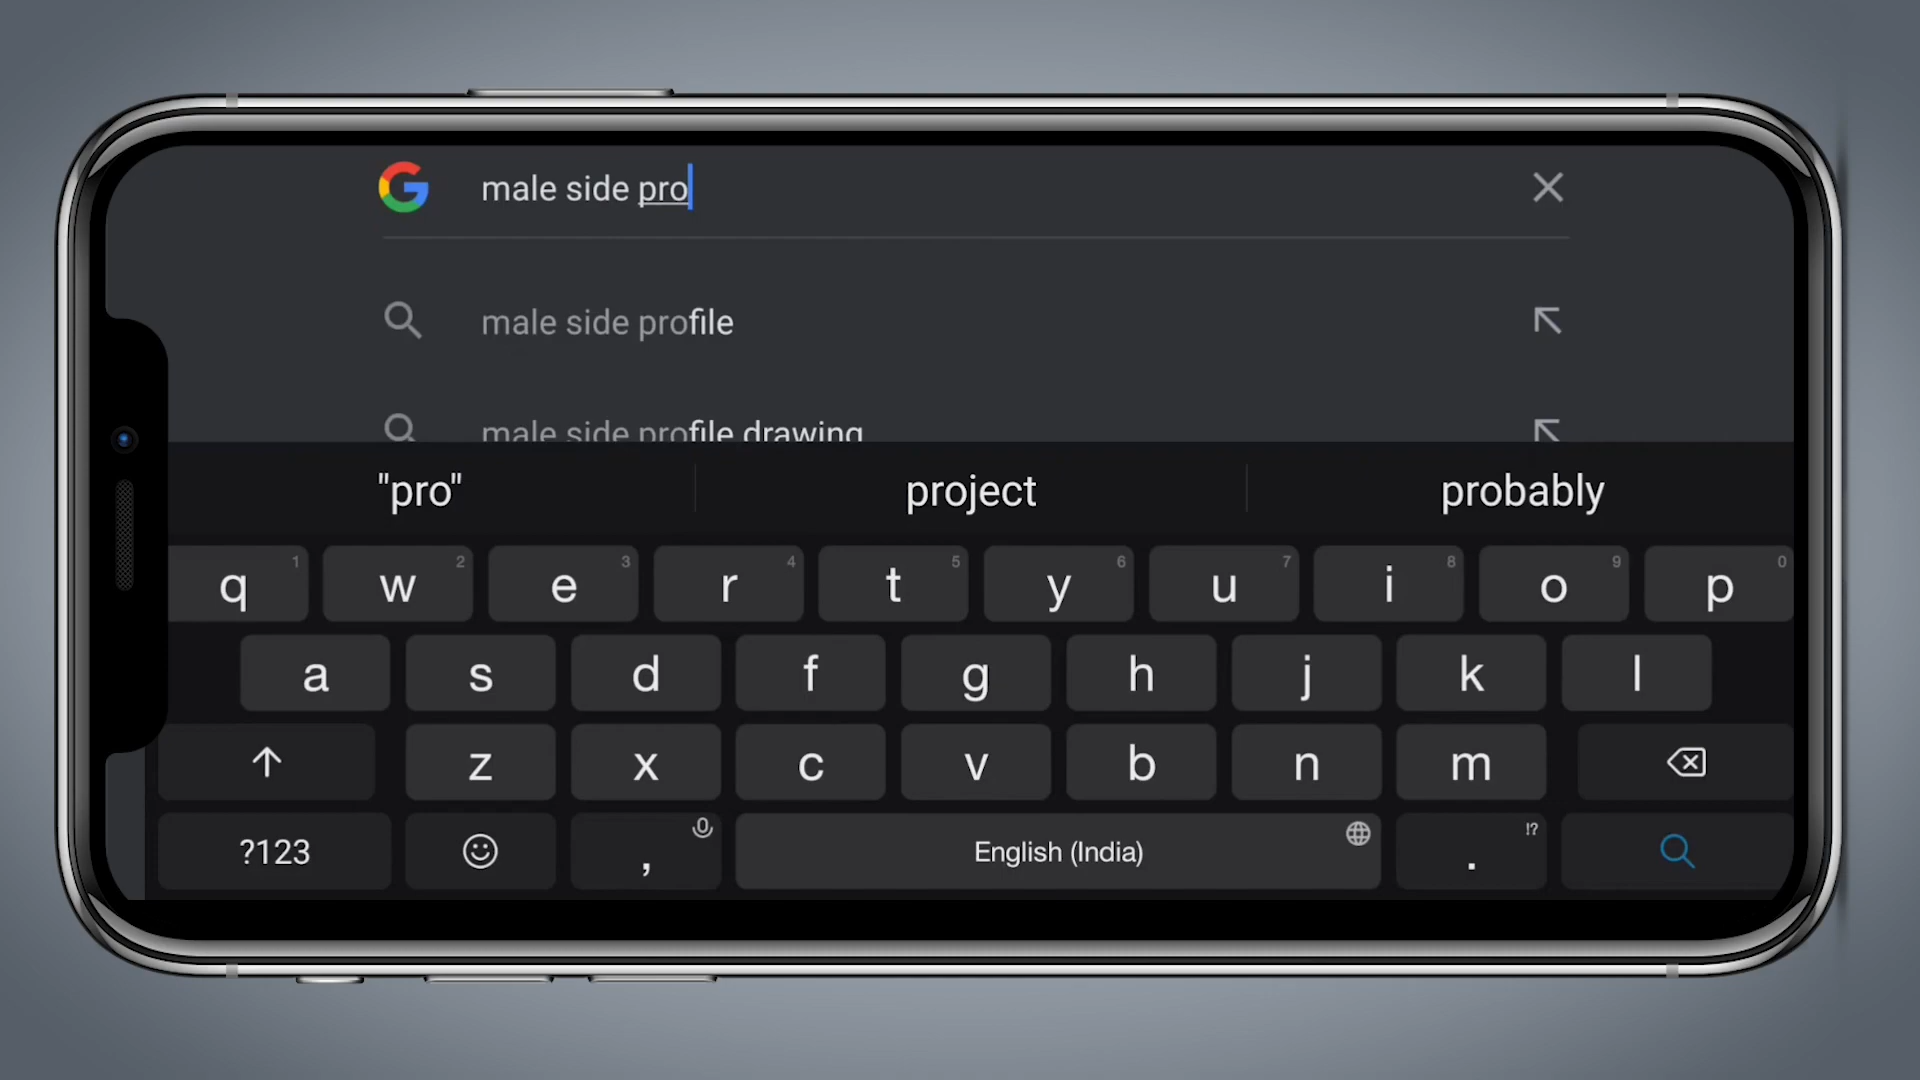 male side pro
male side profile
male side profile drawing
"pro" project probably
q 1 w 2 e 3 r 4 t 5 y 6 u 7 i 8 o 9 p 0
a s d f g h j k l
z x c v b n m
?123 , English (India) . !?